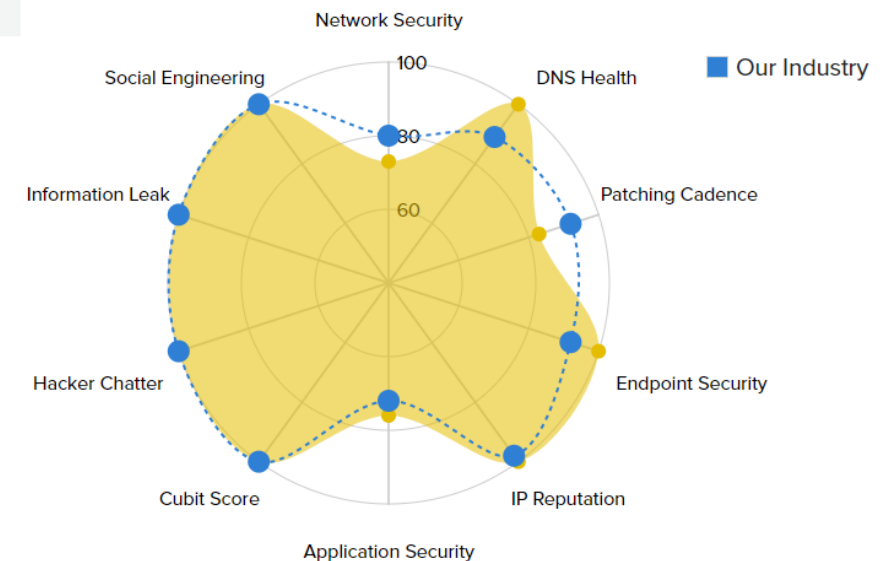 Network Security
100
Social Engineering
DNS Health
Our Industry
80
Information Leak
Patching Cadence
60
Hacker Chatter
Endpoint Security
Cubit Score
IP Reputation
Application Security